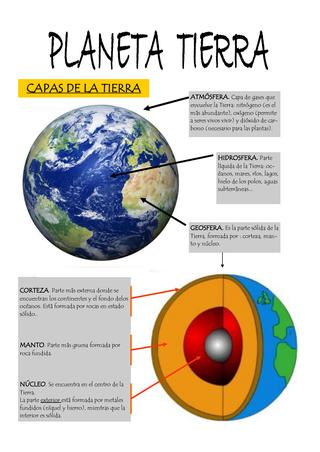 PLANETA TIERRA
CAPAS DE LA TIERRA
ATMÓSFERA. Capa de gases que
envuelve la Tierra: nitrógeno (es el
más abundante), oxígeno (permite
a seres vivos vivir) y dióxido de car-
bono (necesario para las plantas).
HIDROSFERA. Parte
líquida de la Tierra: oc-
éanos, mares, ríos, lagos,
hielo de los polos, aguas
subterráneas...
GEOSFERA. Es la parte sólida de la
Tierra, formada por : corteza, man-
to y núcleo.
CORTEZA. Parte más externa donde se
encuentran los continentes y el fondo delos
océanos. Está formada por rocas en estado
sólido..
MANTO. Parte más gruesa formada por
roca fundida.
NÚCLEO. Se encuentra en el centro de la
Tierra.
La parte exterior está formada por metales
fundidos (níquel y hierro), mientras que la
interior es sólida.